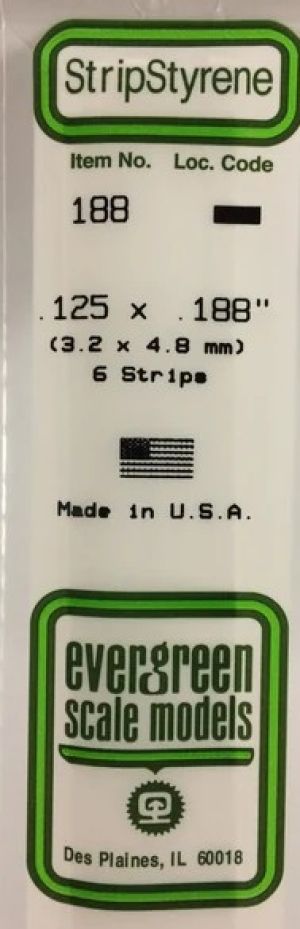 StripStyrene
Item No. Loc. Code
188
.125 x .188"
(3.2 x 4.8 mm)
6 Strips
Made in U.S.A.
evergreen
scale models
Des Plaines, IL 60018